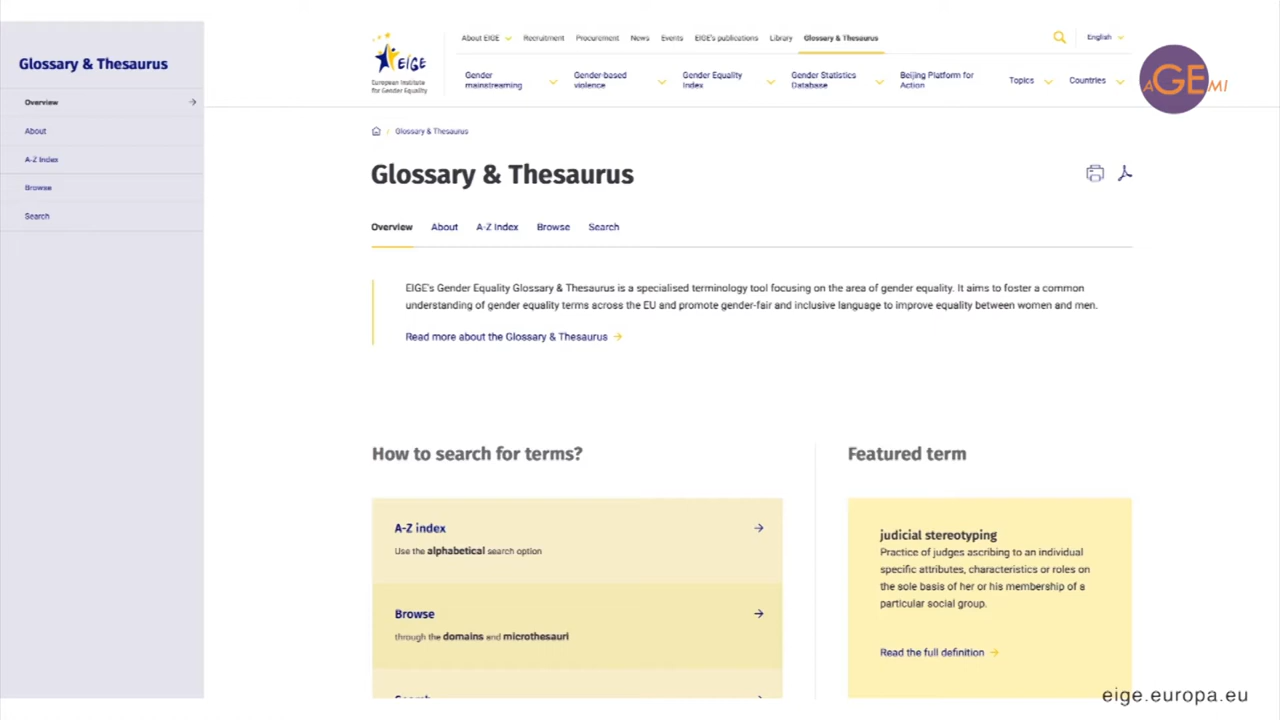 Glossary & Thesaurus
Overview
About
A-Z Index
Browse
Search
EIGE
European Institute
for Gender Equality
About EIGE
Recruitment
Procurement
News
Events
EIGE's publications
Library
Glossary & Thesaurus
English
Gender
mainstreaming
Gender-based
violence
Gender Equality
Index
Gender Statistics
Database
Beijing Platform for
Action
Topics
Countries
AGEMI
/ Glossary & Thesaurus
Glossary & Thesaurus
Overview
About
A-Z Index
Browse
Search
EIGE's Gender Equality Glossary & Thesaurus is a specialised terminology tool focusing on the area of gender equality. It aims to foster a common
understanding of gender equality terms across the EU and promote gender-fair and inclusive language to improve equality between women and men.
Read more about the Glossary & Thesaurus
How to search for terms?
A-Z index
Use the alphabetical search option
Browse
through the domains and microthesauri
Search
Featured term
judicial stereotyping
Practice of judges ascribing to an individual
specific attributes, characteristics or roles on
the sole basis of her or his membership of a
particular social group.
Read the full definition
eige.europa.eu